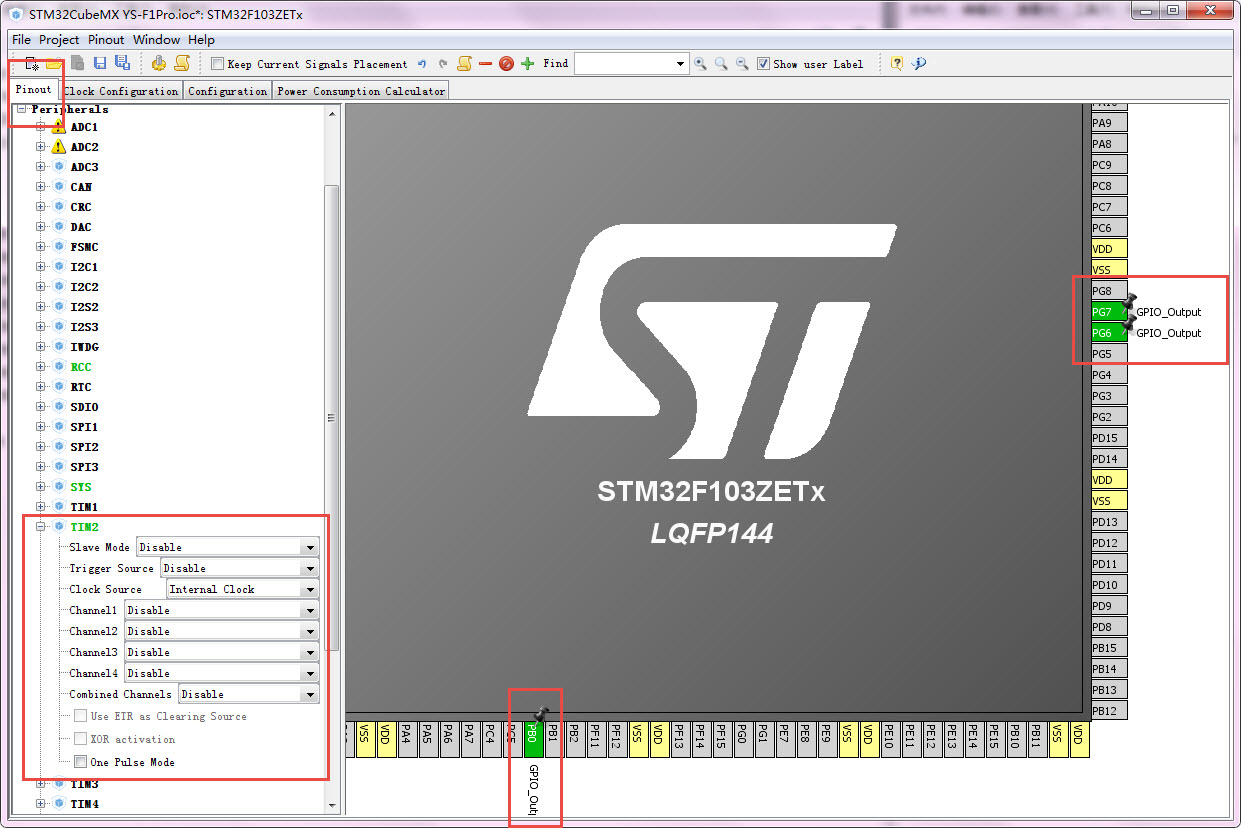 STM32CubeMX YS-F1Pro.ioc*: STM32F103ZETx
File Project Pinout Window Help
Keep Current Signals Placement Find Show user Label
Pinout Clock Configuration Configuration Power Consumption Calculator
Peripherals
ADC1
ADC2
ADC3
CAN
CRC
DAC
FSMC
I2C1
I2C2
I2S2
I2S3
IWDG
RCC
RTC
SDIO
SPI1
SPI2
SPI3
SYS
TIM1
TIM2
Slave Mode Disable
Trigger Source Disable
Clock Source Internal Clock
Channel1 Disable
Channel2 Disable
Channel3 Disable
Channel4 Disable
Combined Channels Disable
Use ETR as Clearing Source
XOR activation
One Pulse Mode
TIM3
TIM4
STM32F103ZETx
LQFP144
PA10
PA9
PA8
PC9
PC8
PC7
PC6
VDD
VSS
PG8
PG7 GPIO_Output
PG6 GPIO_Output
PG5
PG4
PG3
PG2
PD15
PD14
VDD
VSS
PD13
PD12
PD11
PD10
PD9
PD8
PB15
PB14
PB13
PB12
VSS
VDD
PA4
PA5
PA6
PA7
PC4
PC5
PB0
PB1
PB2
PF11
PF12
VSS
VDD
PF13
PF14
PF15
PG0
PG1
PE7
PE8
PE9
VSS
VDD
PE10
PE11
PE12
PE13
PE14
PE15
PB10
PB11
VSS
VDD